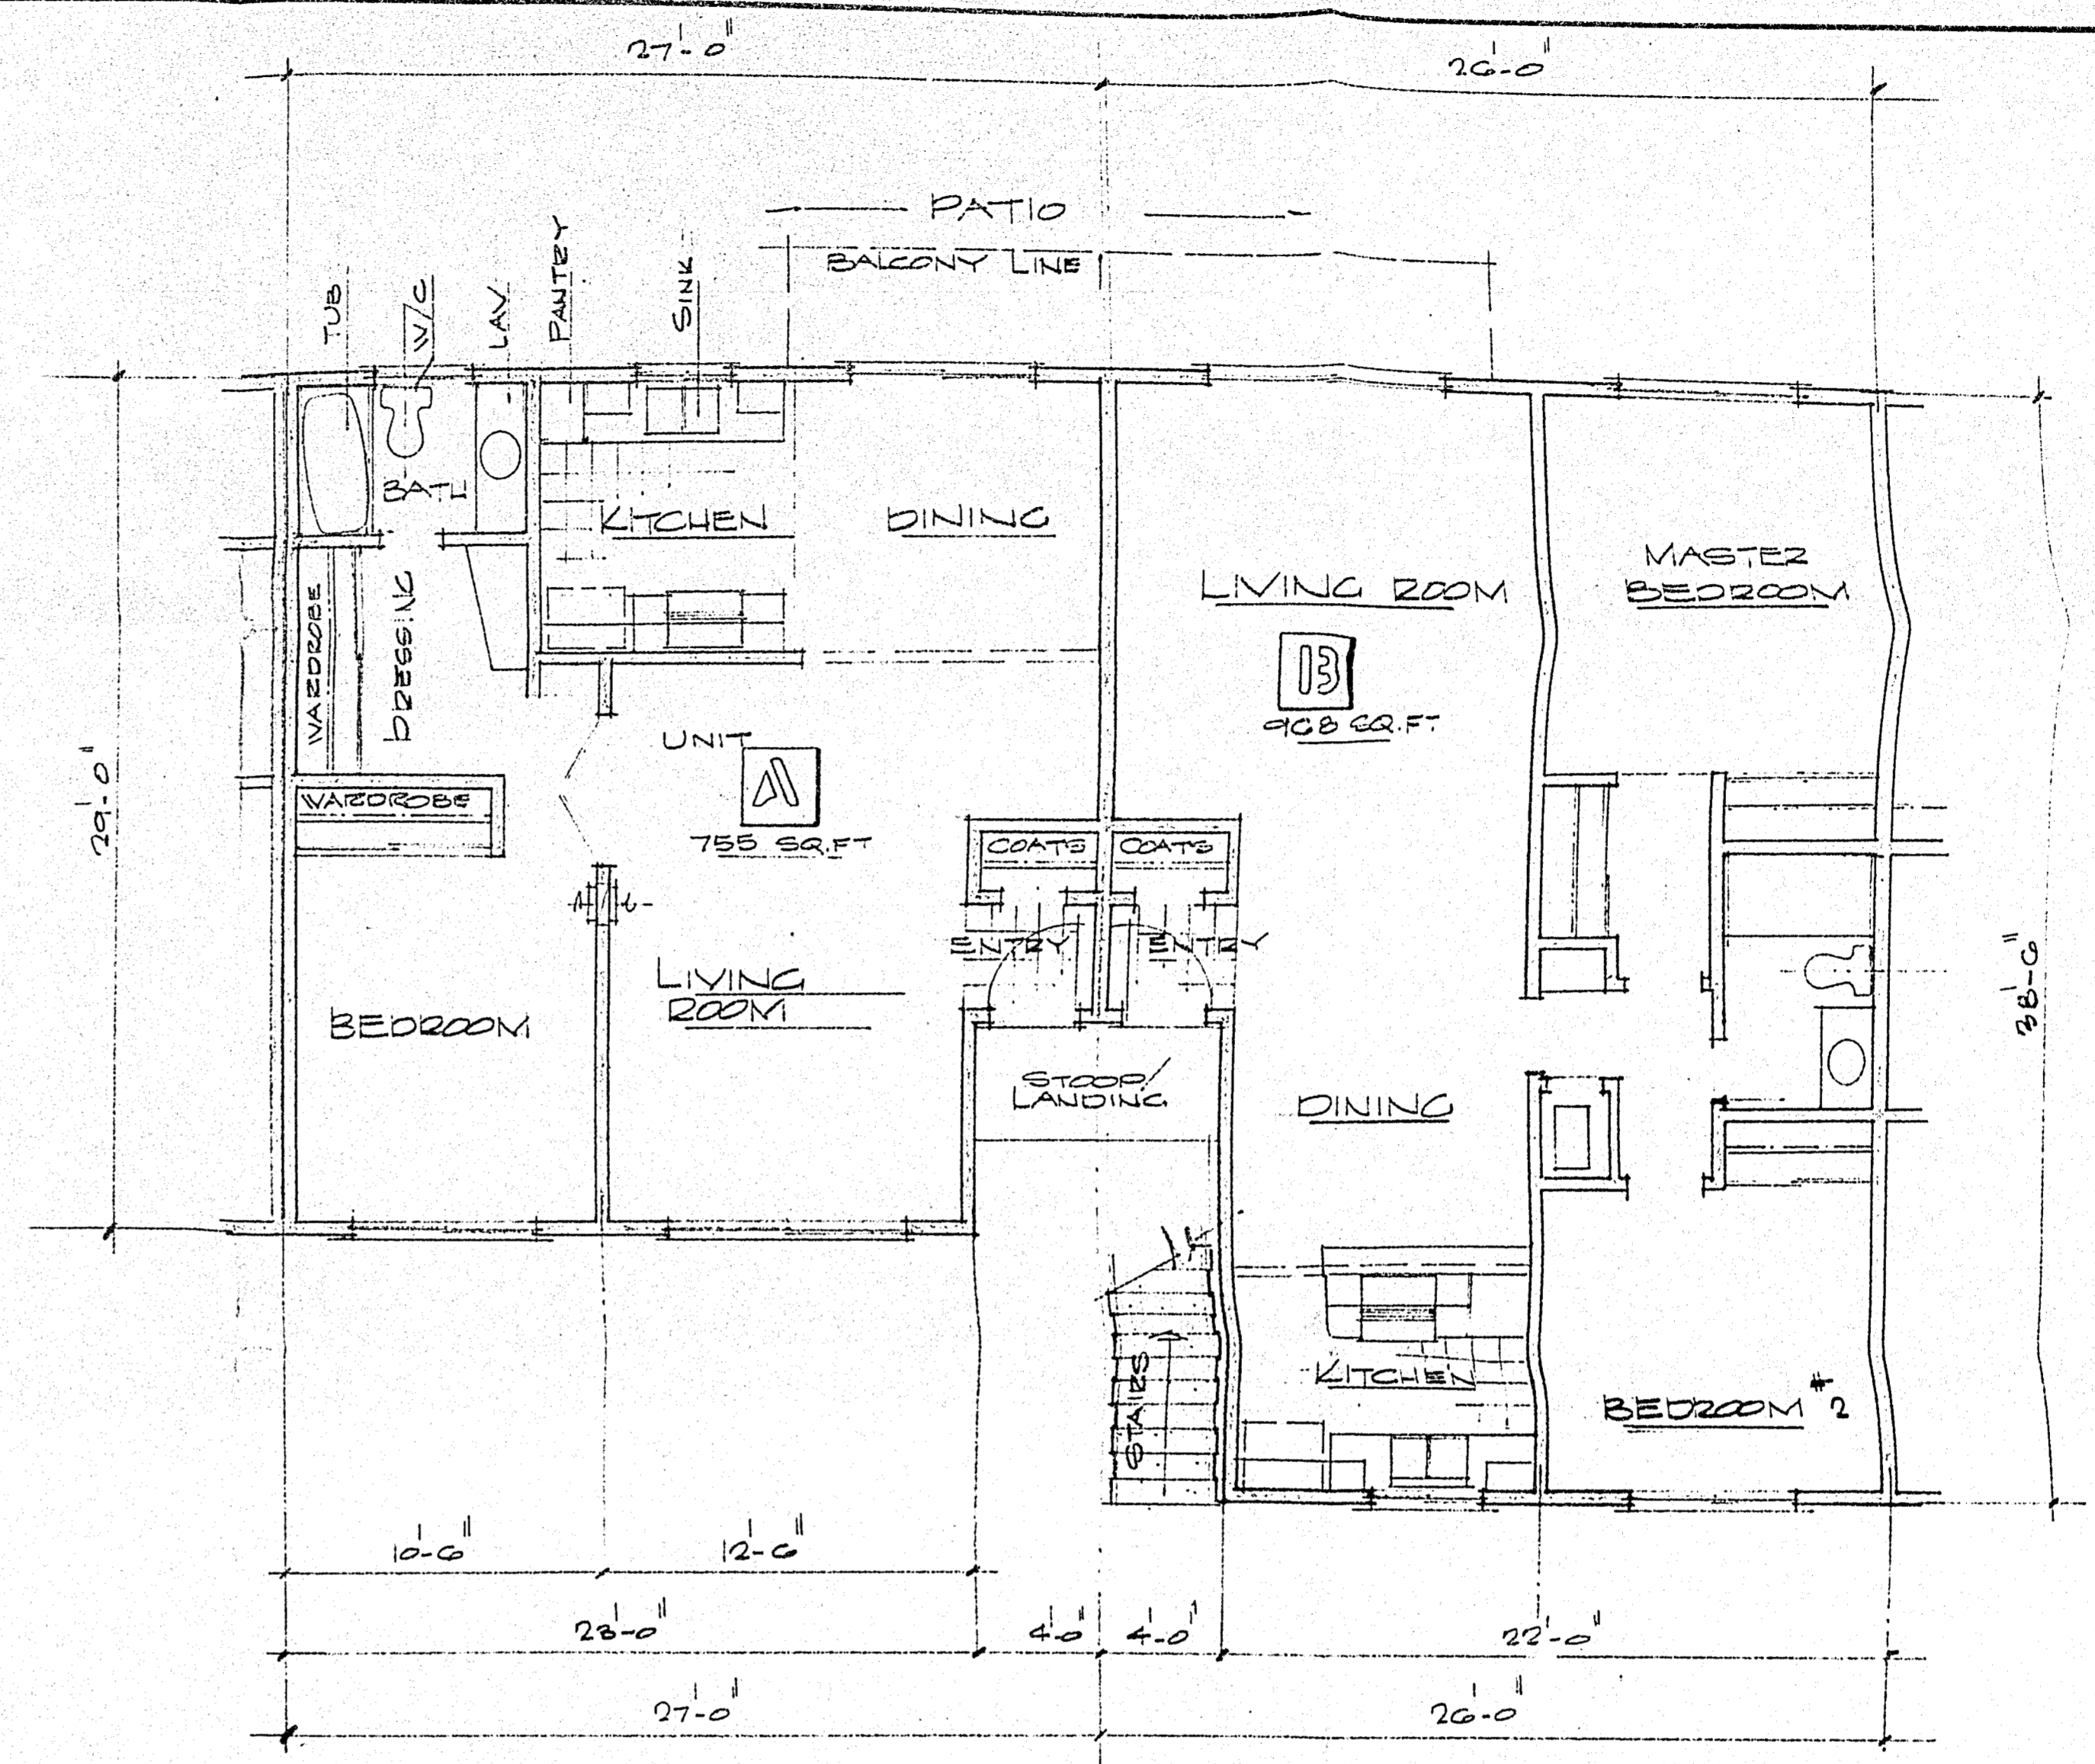 27'-0"
26'-0"
PATIO
BALCONY LINE
TUB
W/C
LAV.
PANTRY
SINK
BATH
KITCHEN
DINING
LIVING ROOM
MASTER
BEDROOM
WARDROBE
DRESSING
B
968 SQ.FT
UNIT
A
755 SQ.FT
WARDROBE
COATS
COATS
29'-0"
ENTRY
ENTRY
LIVING
ROOM
BEDROOM
38'-6"
STOOP/
LANDING
DINING
STAIRS
KITCHEN
BEDROOM #2
10'-6"
12'-6"
23'-0"
4'-0"
4'-0"
22'-0"
27'-0"
26'-0"